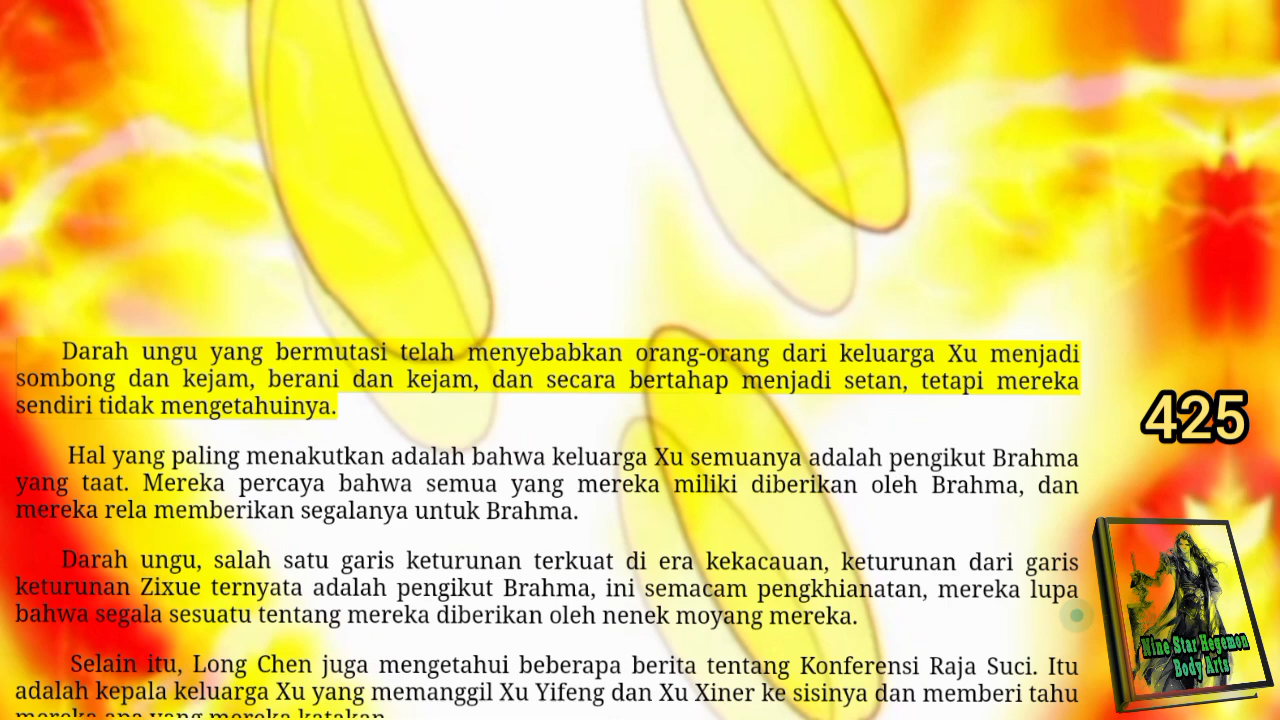 Darah ungu yang bermutasi telah menyebabkan orang-orang dari keluarga Xu menjadi
sombong dan kejam, berani dan kejam, dan secara bertahap menjadi setan, tetapi mereka
sendiri tidak mengetahuinya.
Hal yang paling menakutkan adalah bahwa keluarga Xu semuanya adalah pengikut Brahma
yang taat. Mereka percaya bahwa semua yang mereka miliki diberikan oleh Brahma, dan
mereka rela memberikan segalanya untuk Brahma.
Darah ungu, salah satu garis keturunan terkuat di era kekacauan, keturunan dari garis
keturunan Zixue ternyata adalah pengikut Brahma, ini semacam pengkhianatan, mereka lupa
bahwa segala sesuatu tentang mereka diberikan oleh nenek moyang mereka.
Selain itu, Long Chen juga mengetahui beberapa berita tentang Konferensi Raja Suci. Itu
adalah kepala keluarga Xu yang memanggil Xu Yifeng dan Xu Xiner ke sisinya dan memberi tahu
mereka apa yang mereka katakan.
425
Nine Star Hegemon
Body Arts